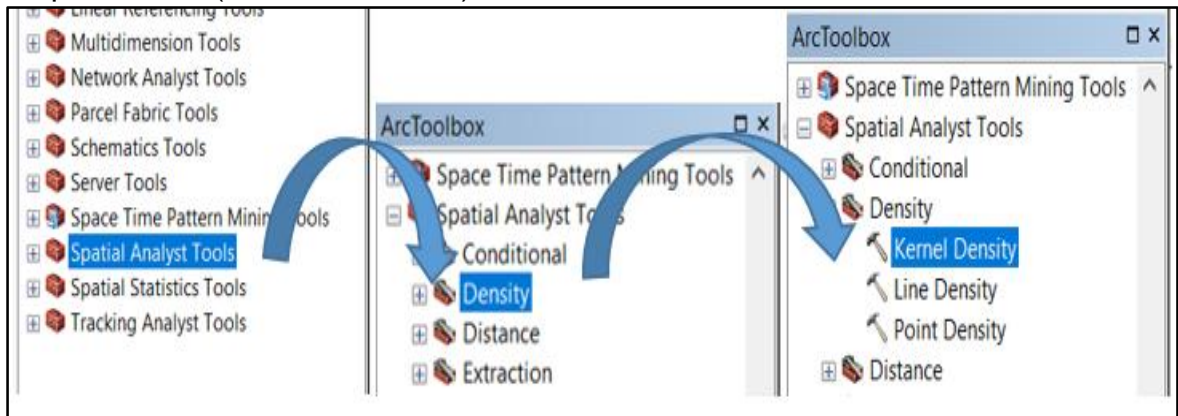 Linear Referencing Tools
Multidimension Tools
Network Analyst Tools
Parcel Fabric Tools
Schematics Tools
Server Tools
Space Time Pattern Mining Tools
Spatial Analyst Tools
Spatial Statistics Tools
Tracking Analyst Tools
ArcToolbox
Space Time Pattern Mining Tools
Spatial Analyst Tools
Conditional
Density
Distance
Extraction
ArcToolbox
Space Time Pattern Mining Tools
Spatial Analyst Tools
Conditional
Density
Kernel Density
Line Density
Point Density
Distance